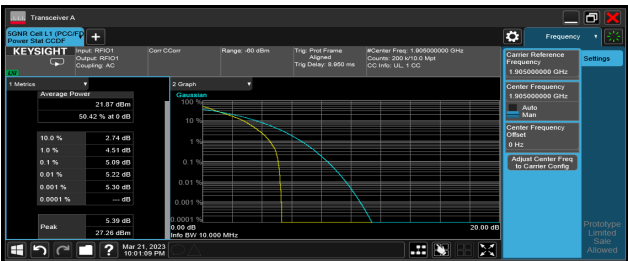 Transceiver A
5GNR Cell L1 (PCC/FD
Power Stat CCDF
Frequency
KEYSIGHT
Input: RFIO1
Output: RFIO1
Coupling: AC
Corr CCorr
Range: -60 dBm
Trig: Prot Frame
Aligned
Trig Delay: 8.950 ms
#Center Freq: 1.905000000 GHz
Counts: 200 k/10.0 Mpt
CC Info: UL, 1 CC
LV
Carrier Reference
Frequency
1.905000000 GHz
Settings
Center Frequency
1.905000000 GHz
Auto
Man
Center Frequency
Offset
0 Hz
Adjust Center Freq
to Carrier Config
1 Metrics
Average Power
21.87 dBm
50.42 % at 0 dB
10.0 % 2.74 dB
1.0 % 4.51 dB
0.1 % 5.09 dB
0.01 % 5.22 dB
0.001 % 5.30 dB
0.0001 % --- dB
Peak 5.39 dB
27.26 dBm
2 Graph
Gaussian
100 %
10 %
1 %
0.1 %
0.01 %
0.001 %
0.0001 %
0.00 dB 20.00 dB
Info BW 10.000 MHz
Prototype
Limited
Sale
Allowed
Mar 21, 2023
10:01:09 PM